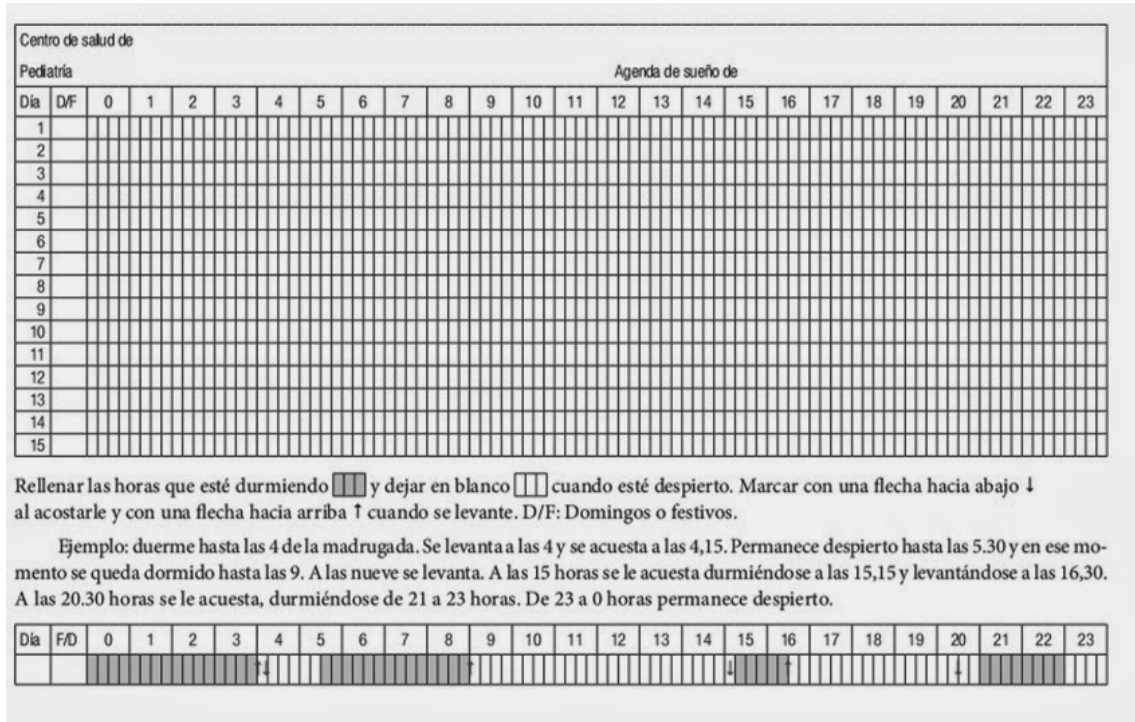 Centro de salud de
Pediatría Agenda de sueño de
Día D/F 0 1 2 3 4 5 6 7 8 9 10 11 12 13 14 15 16 17 18 19 20 21 22 23
1
2
3
4
5
6
7
8
9
10
11
12
13
14
15
Rellenar las horas que esté durmiendo y dejar en blanco cuando esté despierto. Marcar con una flecha hacia abajo ↓
al acostarle y con una flecha hacia arriba ↑ cuando se levante. D/F: Domingos o festivos.
Ejemplo: duerme hasta las 4 de la madrugada. Se levanta a las 4 y se acuesta a las 4,15. Permanece despierto hasta las 5.30 y en ese mo-
mento se queda dormido hasta las 9. A las nueve se levanta. A las 15 horas se le acuesta durmiéndose a las 15,15 y levantándose a las 16,30.
A las 20.30 horas se le acuesta, durmiéndose de 21 a 23 horas. De 23 a 0 horas permanece despierto.
Día F/D 0 1 2 3 4 5 6 7 8 9 10 11 12 13 14 15 16 17 18 19 20 21 22 23
↑↓ ↑ ↓ ↑ ↓